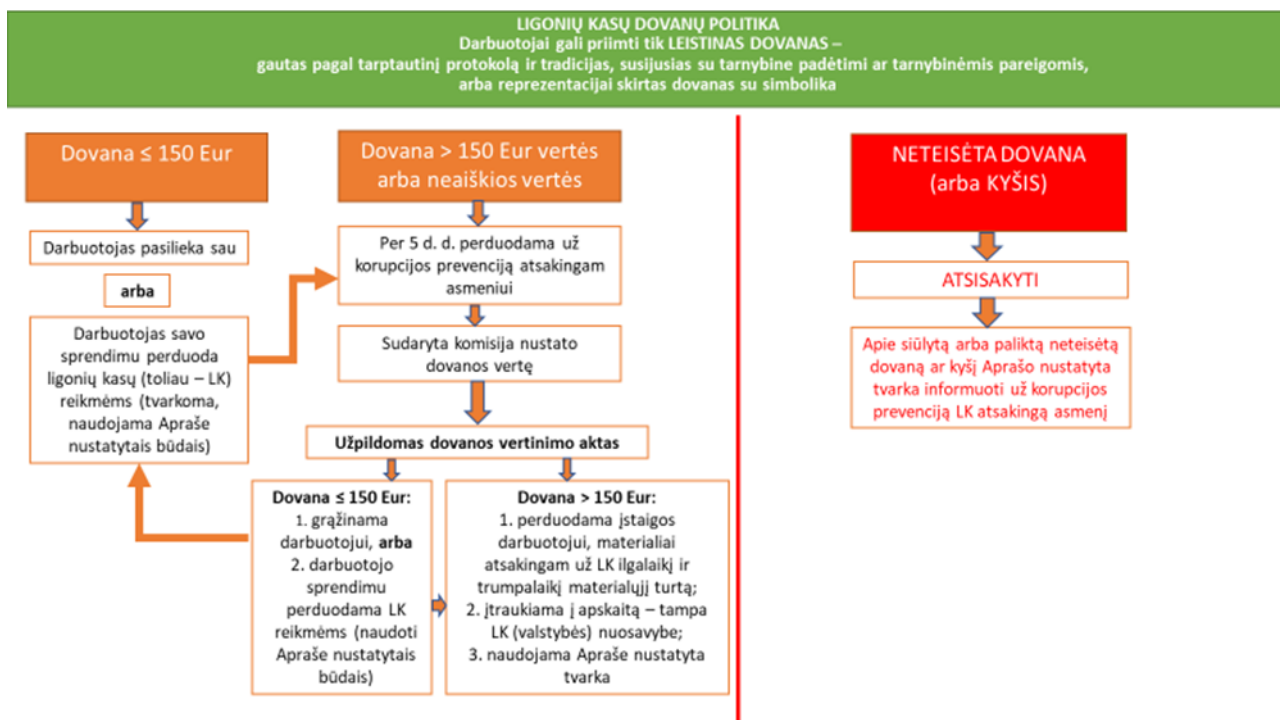 LIGONIŲ KASŲ DOVANŲ POLITIKA
Darbuotojai gali priimti tik LEISTINAS DOVANAS –
gautas pagal tarptautinį protokolą ir tradicijas, susijusias su tarnybine padėtimi ar tarnybinėmis pareigomis,
arba reprezentacijai skirtas dovanas su simbolika
Dovana ≤ 150 Eur
Darbuotojas pasilieka sau
arba
Darbuotojas savo
sprendimu perduoda
ligonių kasų (toliau – LK)
reikmėms (tvarkoma,
naudojama Apraše
nustatytais būdais)
Dovana > 150 Eur vertės
arba neaiškios vertės
Per 5 d. d. perduodama už
korupcijos prevenciją atsakingam
asmeniui
Sudaryta komisija nustato
dovanos vertę
Užpildomas dovanos vertinimo aktas
Dovana ≤ 150 Eur:
1. grąžinama
darbuotojui, arba
2. darbuotojo
sprendimu
perduodama LK
reikmėms (naudoti
Apraše nustatytais
būdais)
Dovana > 150 Eur:
1. perduodama įstaigos
darbuotojui, materialiai
atsakingam už LK ilgalaikį ir
trumpalaikį materialųjį turtą;
2. įtraukiama į apskaitą – tampa
LK (valstybės) nuosavybe;
3. naudojama Apraše nustatyta
tvarka
NETEISĖTA DOVANA
(arba KYŠIS)
ATSISAKYTI
Apie siūlytą arba paliktą neteisėtą
dovaną ar kyšį Aprašo nustatyta
tvarka informuoti už korupcijos
prevenciją LK atsakingą asmenį